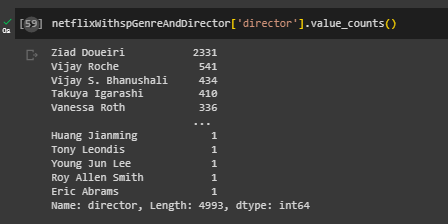 [59] netflixWithspGenreAndDirector['director'].value_counts()
0s
Ziad Doueiri 2331
Vijay Roche 541
Vijay S. Bhanushali 434
Takuya Igarashi 410
Vanessa Roth 336
...
Huang Jianming 1
Tony Leondis 1
Young Jun Lee 1
Roy Allen Smith 1
Eric Abrams 1
Name: director, Length: 4993, dtype: int64